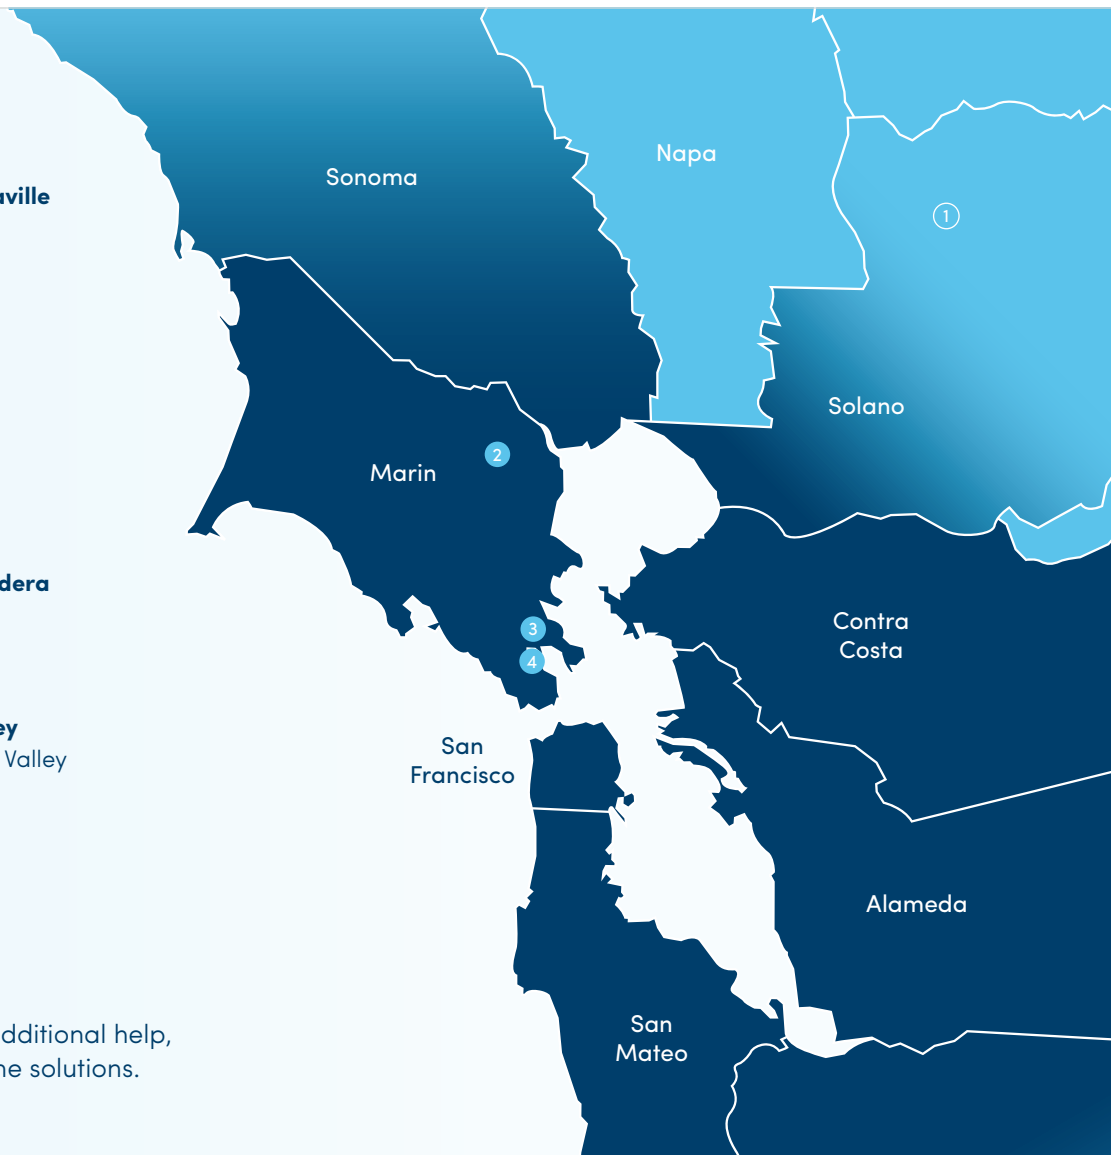 Napa
Sonoma
aville
1
Solano
2
Marin
dera
Contra
Costa
3
4
ey
Valley
San
Francisco
Alameda
San
Mateo
dditional help,
ne solutions.